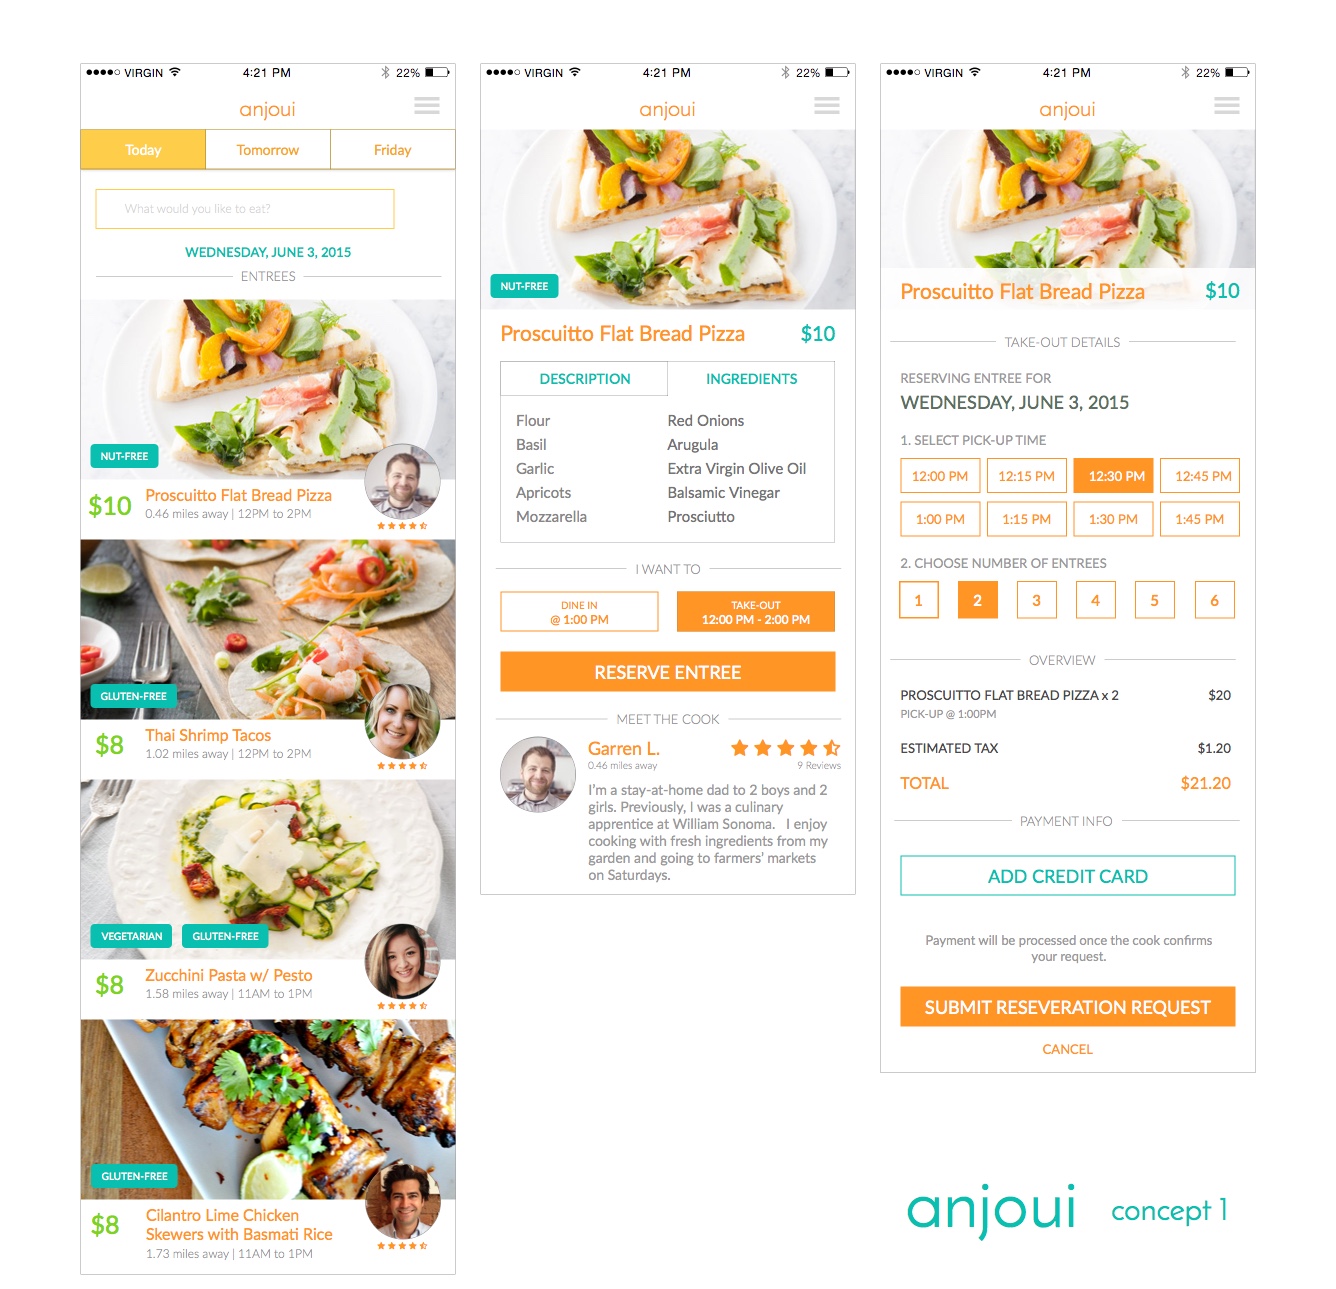 VIRGIN 4:21 PM 22%
anjoui
Today Tomorrow Friday
What would you like to eat?
WEDNESDAY, JUNE 3, 2015
ENTREES
NUT-FREE
$10 Proscuitto Flat Bread Pizza
0.46 miles away | 12PM to 2PM
GLUTEN-FREE
$8 Thai Shrimp Tacos
1.02 miles away | 12PM to 2PM
VEGETARIAN GLUTEN-FREE
$8 Zucchini Pasta w/ Pesto
1.58 miles away | 11AM to 1PM
GLUTEN-FREE
$8 Cilantro Lime Chicken
Skewers with Basmati Rice
1.73 miles away | 11AM to 1PM
VIRGIN 4:21 PM 22%
anjoui
NUT-FREE
Proscuitto Flat Bread Pizza $10
DESCRIPTION INGREDIENTS
Flour Red Onions
Basil Arugula
Garlic Extra Virgin Olive Oil
Apricots Balsamic Vinegar
Mozzarella Prosciutto
I WANT TO
DINE IN
@ 1:00 PM
TAKE-OUT
12:00 PM - 2:00 PM
RESERVE ENTREE
MEET THE COOK
Garren L.
0.46 miles away 9 Reviews
I'm a stay-at-home dad to 2 boys and 2
girls. Previously, I was a culinary
apprentice at William Sonoma. I enjoy
cooking with fresh ingredients from my
garden and going to farmers' markets
on Saturdays.
VIRGIN 4:21 PM 22%
anjoui
Proscuitto Flat Bread Pizza $10
TAKE-OUT DETAILS
RESERVING ENTREE FOR
WEDNESDAY, JUNE 3, 2015
1. SELECT PICK-UP TIME
12:00 PM 12:15 PM 12:30 PM 12:45 PM
1:00 PM 1:15 PM 1:30 PM 1:45 PM
2. CHOOSE NUMBER OF ENTREES
1 2 3 4 5 6
OVERVIEW
PROSCUITTO FLAT BREAD PIZZA x 2 $20
PICK-UP @ 1:00PM
ESTIMATED TAX $1.20
TOTAL $21.20
PAYMENT INFO
ADD CREDIT CARD
Payment will be processed once the cook confirms
your request.
SUBMIT RESEVERATION REQUEST
CANCEL
anjoui concept 1